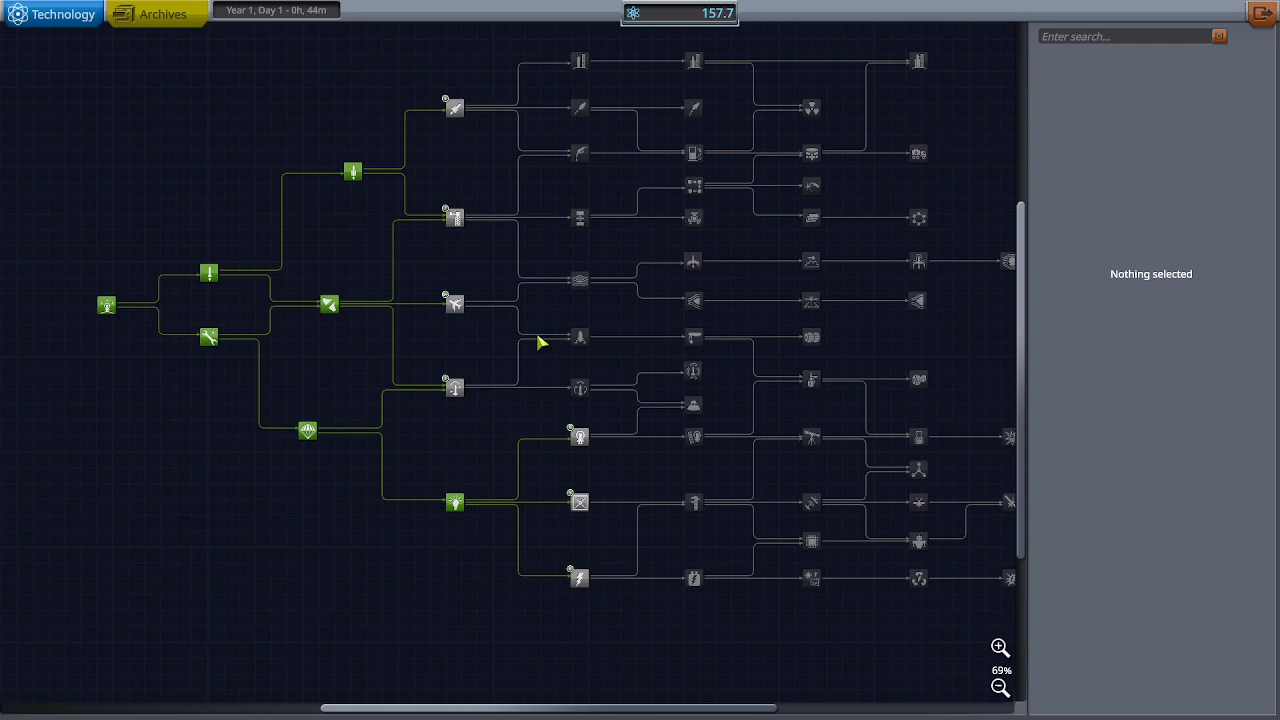 Technology
Archives
Year 1, Day 1 - 0h, 44m
157.7
Enter search...
Nothing selected
69%